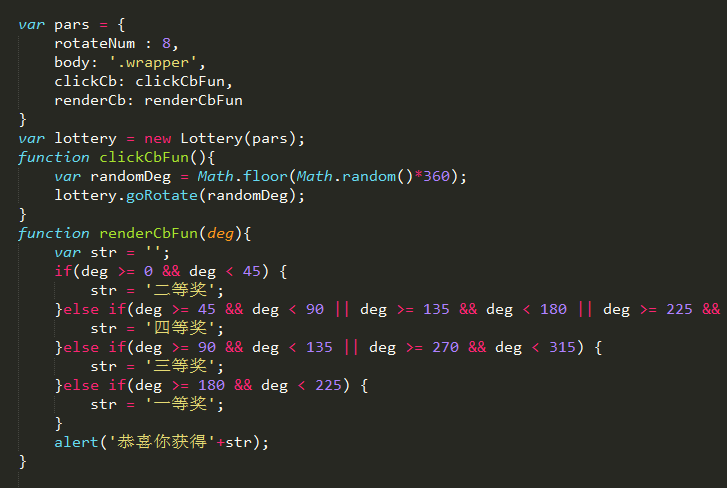 var pars = {
    rotateNum : 8,
    body: '.wrapper',
    clickCb: clickCbFun,
    renderCb: renderCbFun
}
var lottery = new Lottery(pars);
function clickCbFun(){
    var randomDeg = Math.floor(Math.random()*360);
    lottery.goRotate(randomDeg);
}
function renderCbFun(deg){
    var str = '';
    if(deg >= 0 && deg < 45) {
        str = '二等奖';
    }else if(deg >= 45 && deg < 90 || deg >= 135 && deg < 180 || deg >= 225 &&
        str = '四等奖';
    }else if(deg >= 90 && deg < 135 || deg >= 270 && deg < 315) {
        str = '三等奖';
    }else if(deg >= 180 && deg < 225) {
        str = '一等奖';
    }
    alert('恭喜你获得'+str);
}